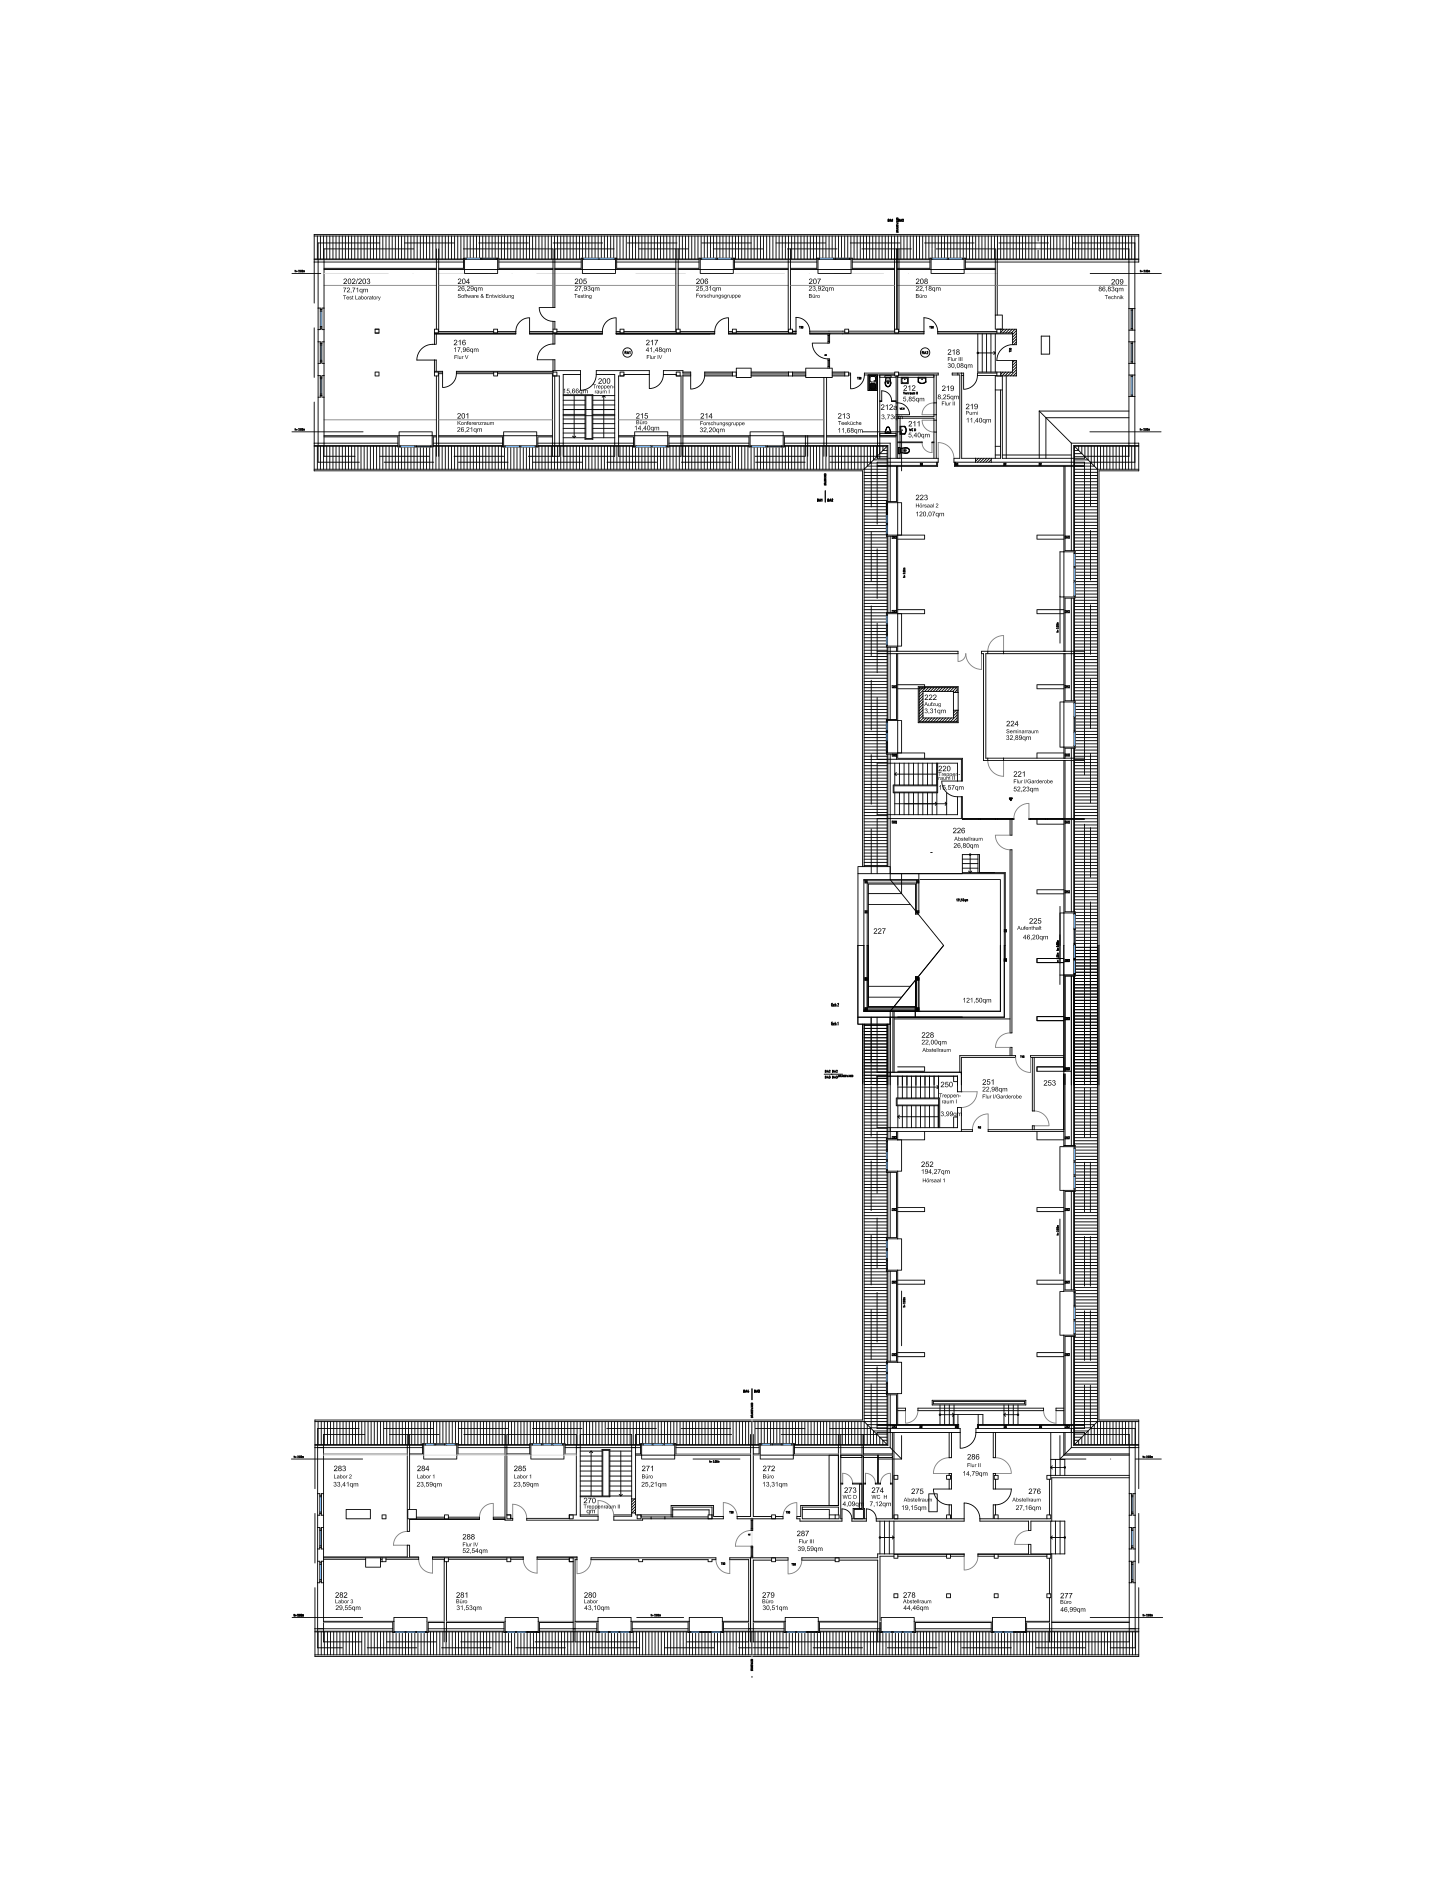 202/203
72,71qm
Test Laboratory
204
26,29qm
Software & Entwicklung
205
27,93qm
Testing
206
25,31qm
Forschungsgruppe
207
23,92qm
Büro
208
22,18qm
Büro
209
86,83qm
Technik
216
17,96qm
Flur V
217
41,48qm
Flur IV
218
Flur III
30,08qm
201
Konferenzraum
26,21qm
200
Treppen-
raum I
15,66qm
215
Büro
14,40qm
214
Forschungsgruppe
32,20qm
213
Teeküche
11,68qm
212a
3,73
212
5,85qm
211
5,40qm
219
8,25qm
Flur II
219
Pumi
11,40qm
223
Hörsaal 2
120,07qm
222
Aufzug
3,31qm
224
Seminarraum
32,89qm
220
Treppen-
raum II
15,57qm
221
Flur I/Garderobe
52,23qm
226
Abstellraum
26,80qm
227
121,50qm
225
Aufenthalt
46,20qm
228
22,00qm
Abstellraum
250
Treppen-
raum I
3,99qm
251
22,98qm
Flur I/Garderobe
253
252
194,27qm
Hörsaal 1
283
Labor 2
33,41qm
284
Labor 1
23,59qm
285
Labor 1
23,59qm
270
Treppenraum II
qm
271
Büro
25,21qm
272
Büro
13,31qm
273
WC D
4,09qm
274
WC H
7,12qm
275
Abstellraum
19,15qm
286
Flur II
14,79qm
276
Abstellraum
27,16qm
288
Flur IV
52,54qm
287
Flur III
39,59qm
282
Labor 3
29,55qm
281
Büro
31,53qm
280
Labor
43,10qm
279
Büro
30,51qm
278
Abstellraum
44,46qm
277
Büro
46,99qm